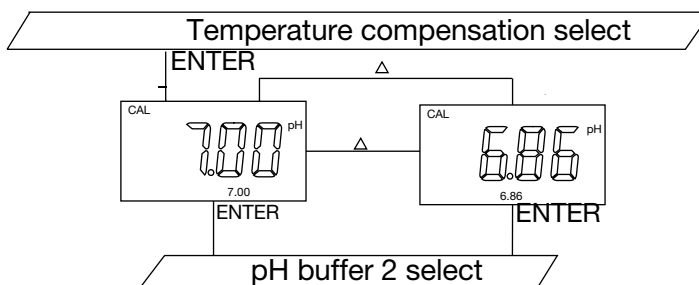 Temperature compensation select
ENTER
△
CAL
7.00 pH
7.00
△
CAL
6.86 pH
6.86
ENTER
ENTER
pH buffer 2 select